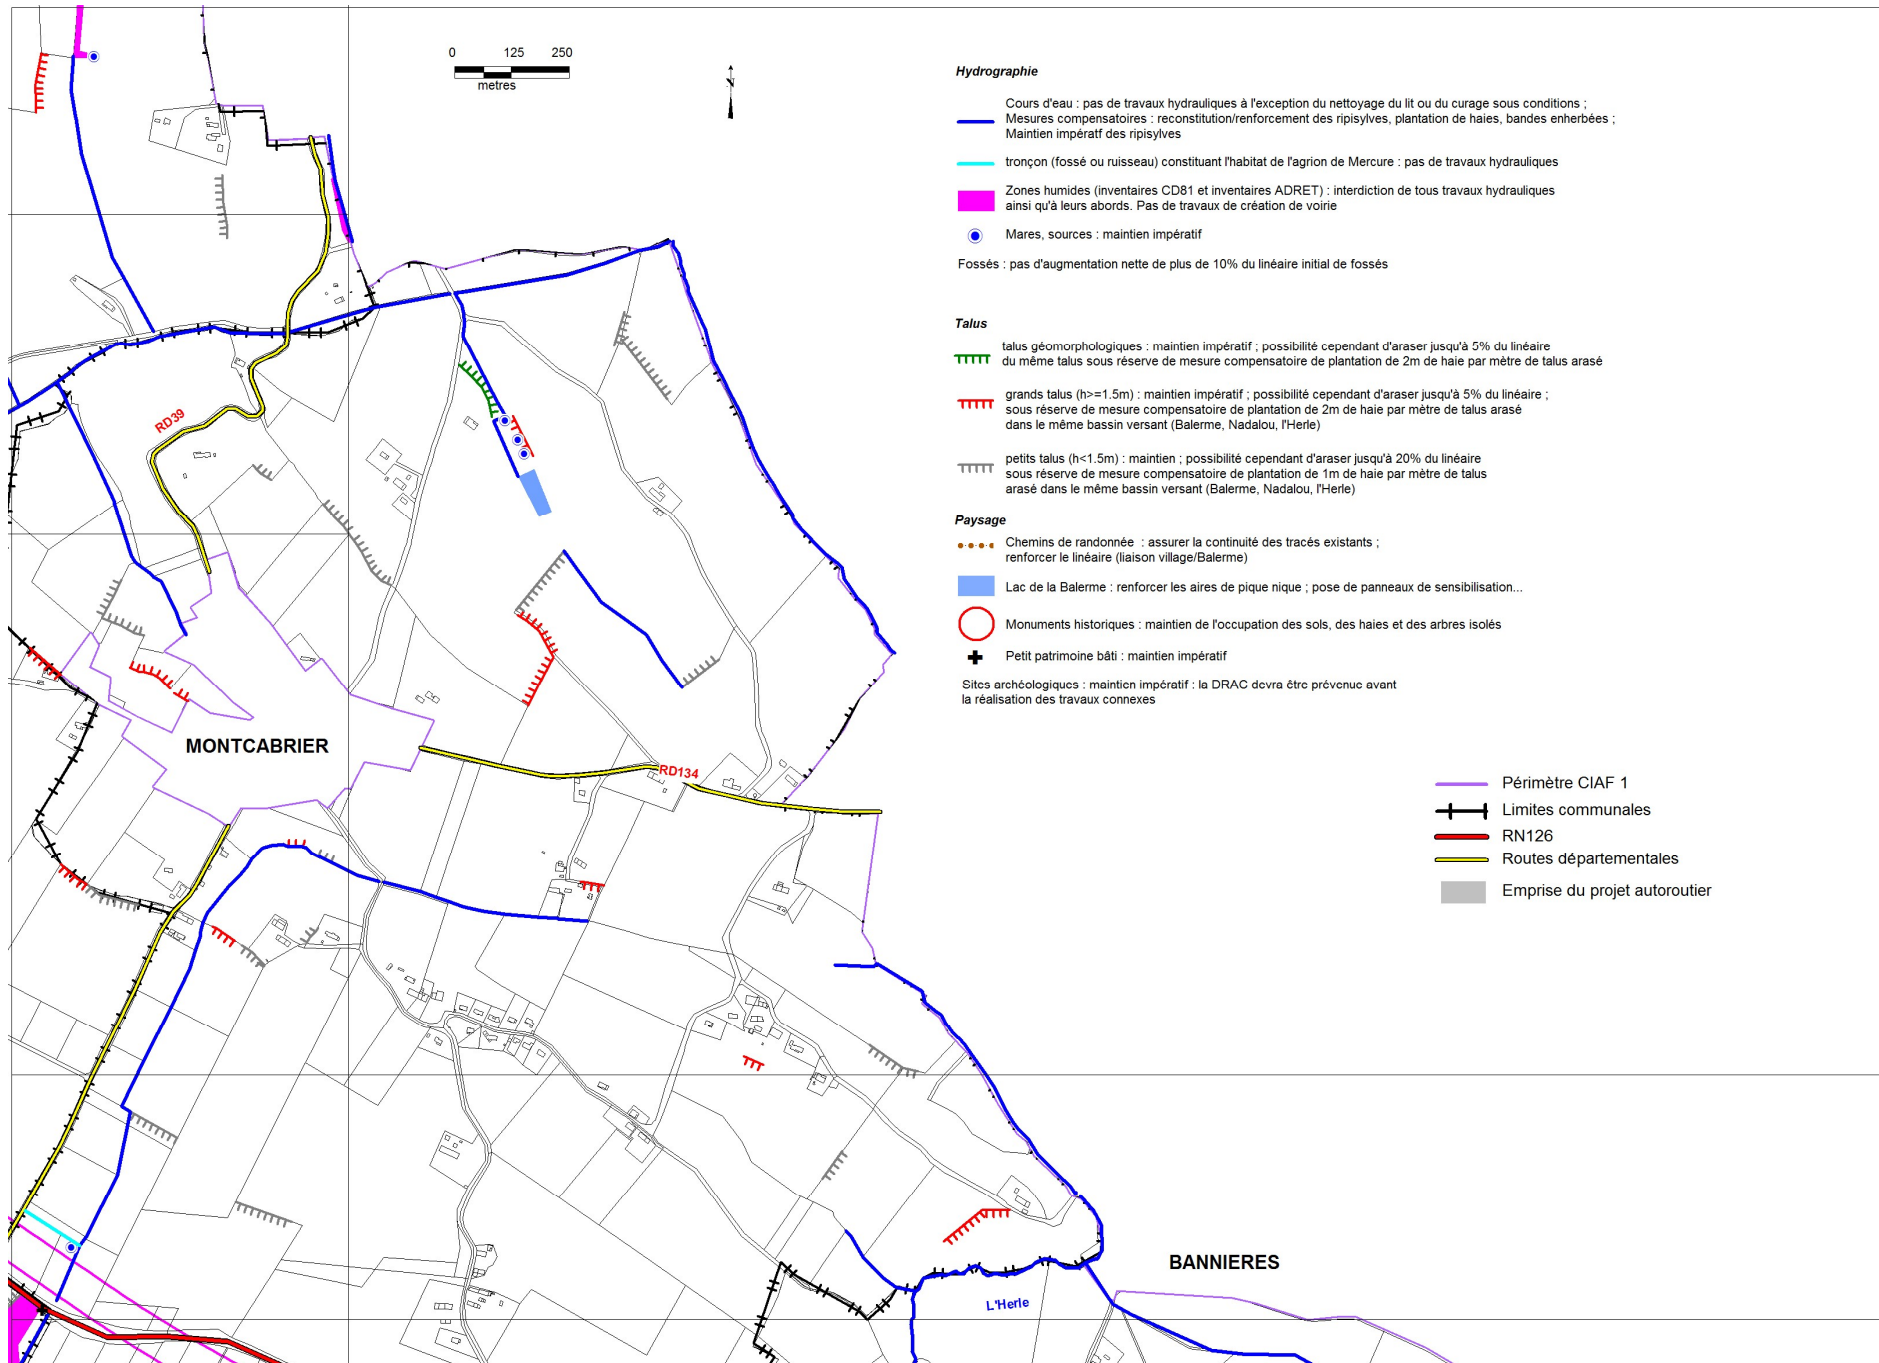 0 125 250
metres
N
Hydrographie
Cours d'eau : pas de travaux hydrauliques à l'exception du nettoyage du lit ou du curage sous conditions ;
Mesures compensatoires : reconstitution/renforcement des ripisylves, plantation de haies, bandes enherbées ;
Maintien impératf des ripisylves
tronçon (fossé ou ruisseau) constituant l'habitat de l'agrion de Mercure : pas de travaux hydrauliques
Zones humides (inventaires CD81 et inventaires ADRET) : interdiction de tous travaux hydrauliques
ainsi qu'à leurs abords. Pas de travaux de création de voirie
Mares, sources : maintien impératif
Fossés : pas d'augmentation nette de plus de 10% du linéaire initial de fossés
Talus
talus géomorphologiques : maintien impératif ; possibilité cependant d'araser jusqu'à 5% du linéaire
du même talus sous réserve de mesure compensatoire de plantation de 2m de haie par mètre de talus arasé
grands talus (h>=1.5m) : maintien impératif ; possibilité cependant d'araser jusqu'à 5% du linéaire ;
sous réserve de mesure compensatoire de plantation de 2m de haie par mètre de talus arasé
dans le même bassin versant (Balerme, Nadalou, l'Herle)
petits talus (h<1.5m) : maintien ; possibilité cependant d'araser jusqu'à 20% du linéaire
sous réserve de mesure compensatoire de plantation de 1m de haie par mètre de talus
arasé dans le même bassin versant (Balerme, Nadalou, l'Herle)
Paysage
Chemins de randonnée : assurer la continuité des tracés existants ;
renforcer le linéaire (liaison village/Balerme)
Lac de la Balerme : renforcer les aires de pique nique ; pose de panneaux de sensibilisation...
Monuments historiques : maintien de l'occupation des sols, des haies et des arbres isolés
Petit patrimoine bâti : maintien impératif
Sites archéologiques : maintien impératif : la DRAC devra être prévenue avant
la réalisation des travaux connexes
RD39
MONTCABRIER
RD134
Périmètre CIAF 1
Limites communales
RN126
Routes départementales
Emprise du projet autoroutier
BANNIERES
L'Herle